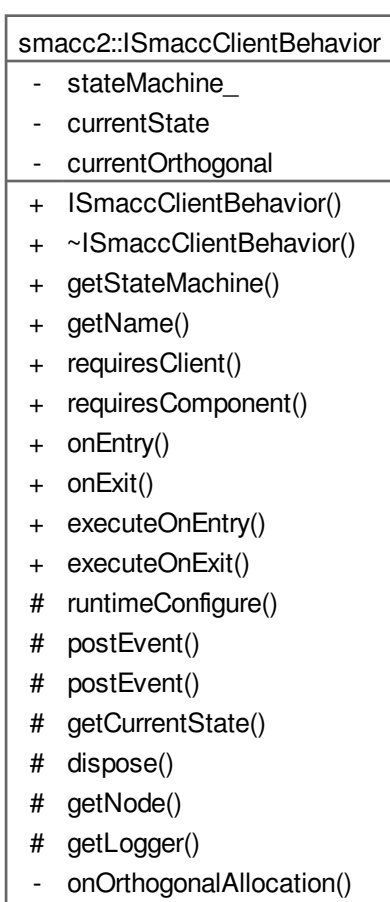 smacc2::ISmaccClientBehavior
- stateMachine_
- currentState
- currentOrthogonal
+ ISmaccClientBehavior()
+ ~ISmaccClientBehavior()
+ getStateMachine()
+ getName()
+ requiresClient()
+ requiresComponent()
+ onEntry()
+ onExit()
+ executeOnEntry()
+ executeOnExit()
# runtimeConfigure()
# postEvent()
# postEvent()
# getCurrentState()
# dispose()
# getNode()
# getLogger()
- onOrthogonalAllocation()